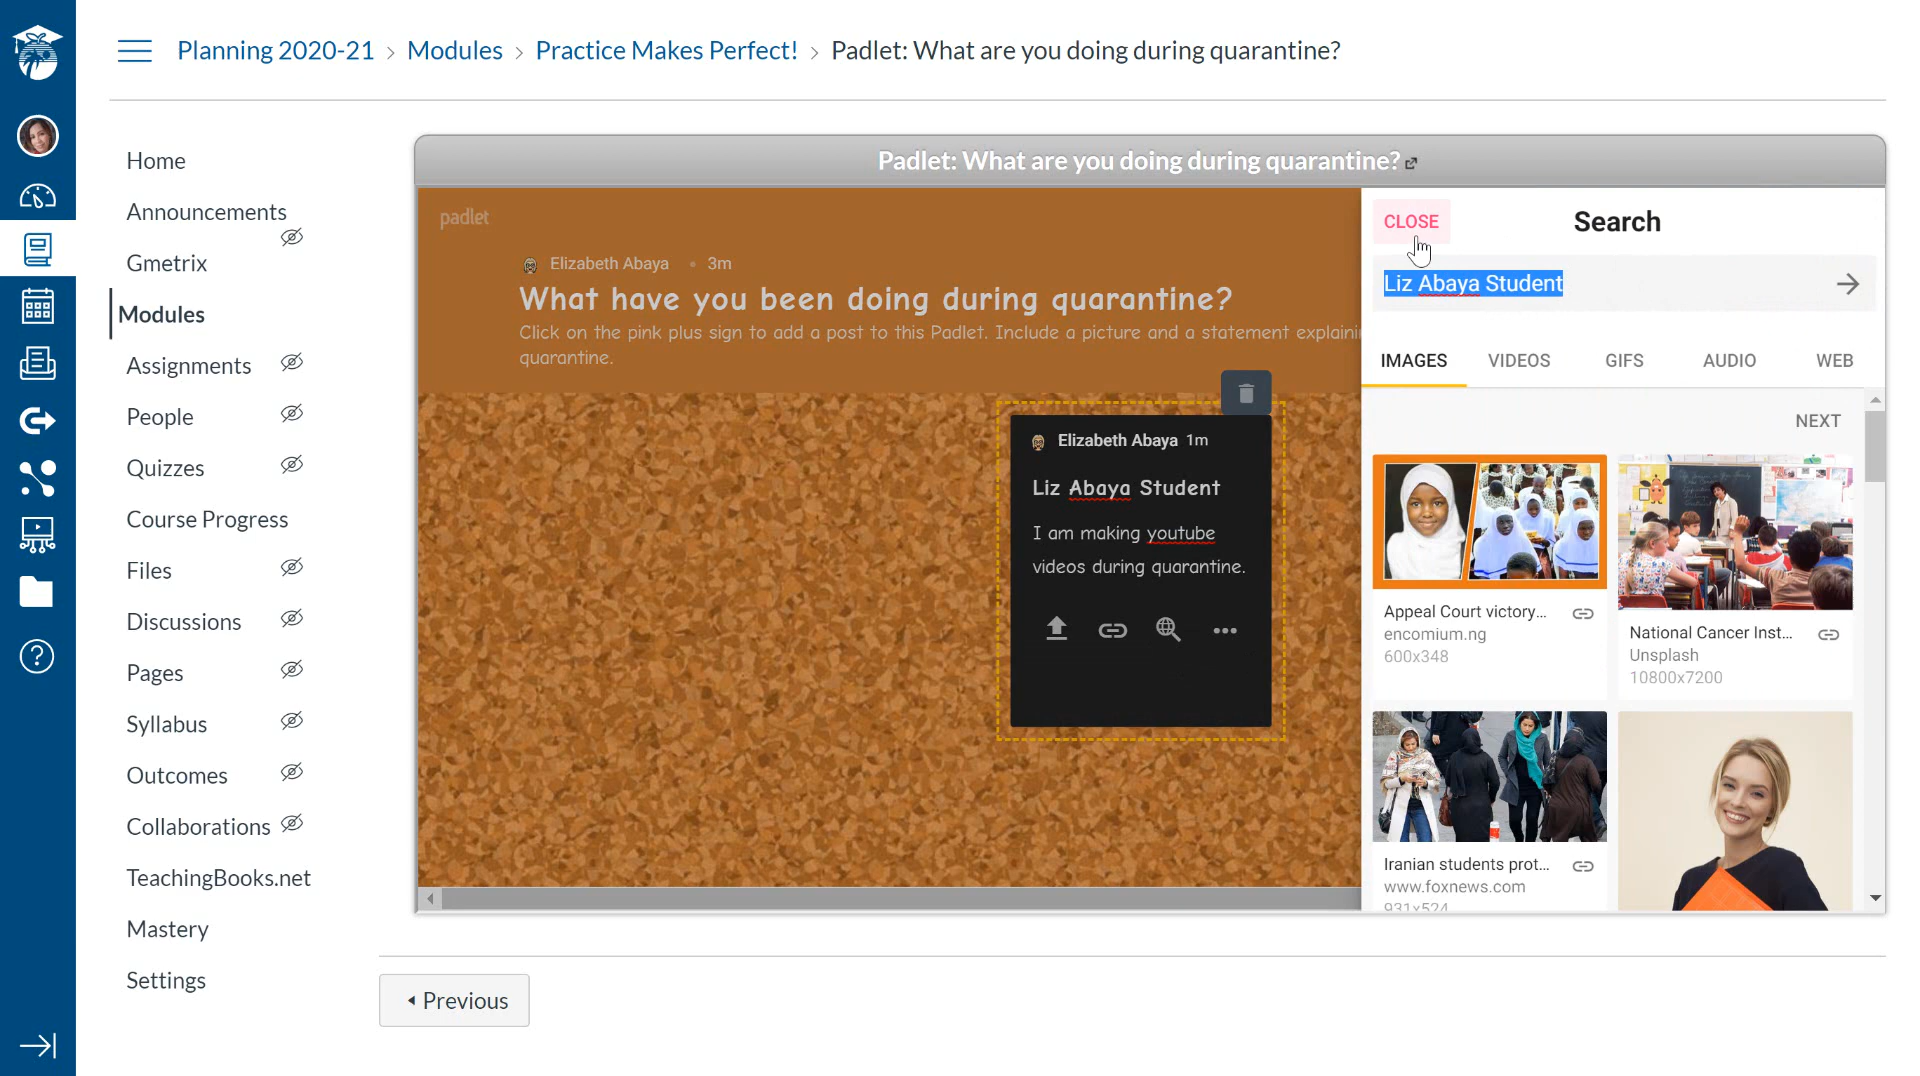 Planning 2020-21 › Modules › Practice Makes Perfect! › Padlet: What are you doing during quarantine?
Home
Announcements
Gmetrix
Modules
Assignments
People
Quizzes
Course Progress
Files
Discussions
Pages
Syllabus
Outcomes
Collaborations
TeachingBooks.net
Mastery
Settings
Padlet: What are you doing during quarantine?
padlet
Elizabeth Abaya • 3m
What have you been doing during quarantine?
Click on the pink plus sign to add a post to this Padlet. Include a picture and a statement
quarantine.
Elizabeth Abaya 1m
Liz Abaya Student
I am making youtube
videos during quarantine.
CLOSE
Search
Liz Abaya Student
IMAGES VIDEOS GIFS AUDIO WEB
NEXT
Appeal Court victory...
encomium.ng
600x348
National Cancer Inst...
Unsplash
10800x7200
Iranian students prot...
www.foxnews.com
931x524
Previous